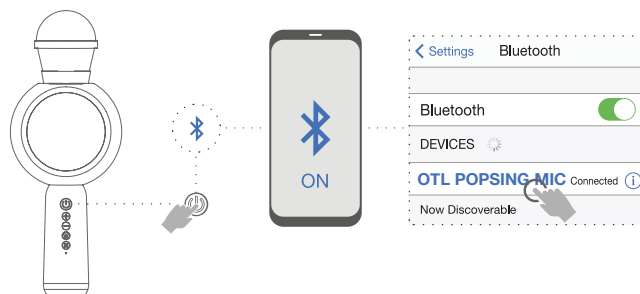 ON
Settings Bluetooth
Bluetooth
DEVICES
OTL POPSING MIC Connected i
Now Discoverable